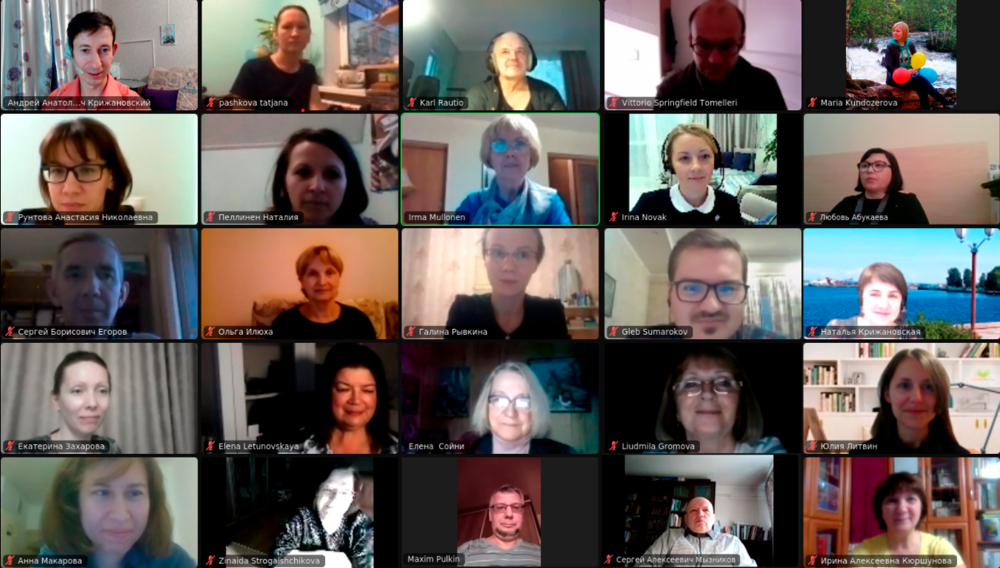 Андрей Анатол...ч Крижановский
pashkova tatjana
Karl Rautio
Vittorio Springfield Tomelleri
Maria Kundozerova
Рунтова Анастасия Николаевна
Пеллинен Наталия
Irma Mullonen
Irina Novak
Любовь Абукаева
Сергей Борисович Егоров
Ольга Илюха
Галина Рывкина
Gleb Sumarokov
Наталья Крижановская
Екатерина Захарова
Elena Letunovskaya
Елена Сойни
Liudmila Gromova
Юлия Литвин
Анна Макарова
Zinaida Strogalshchikova
Maxim Pulkin
Сергей Алексеевич Мызников
Ирина Алексеевна Кюршунова